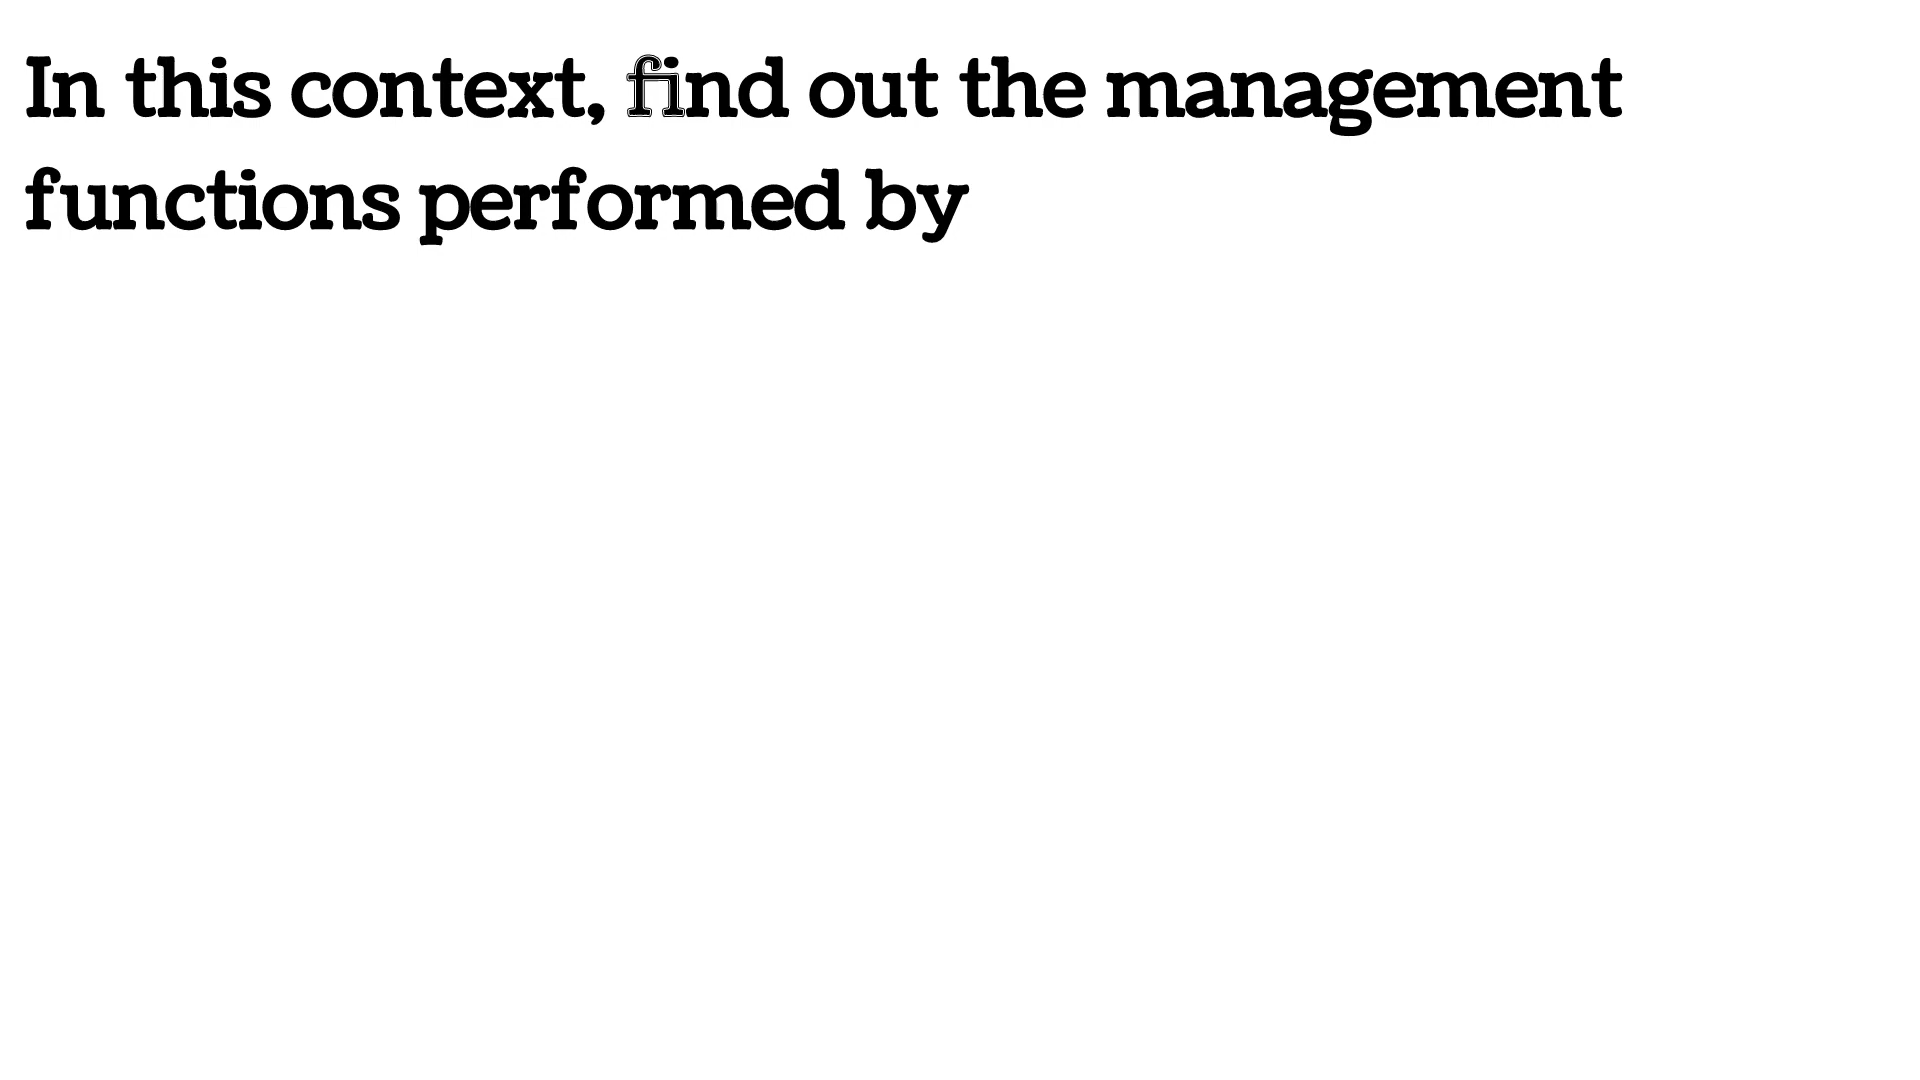 In this context, find out the management
functions performed by